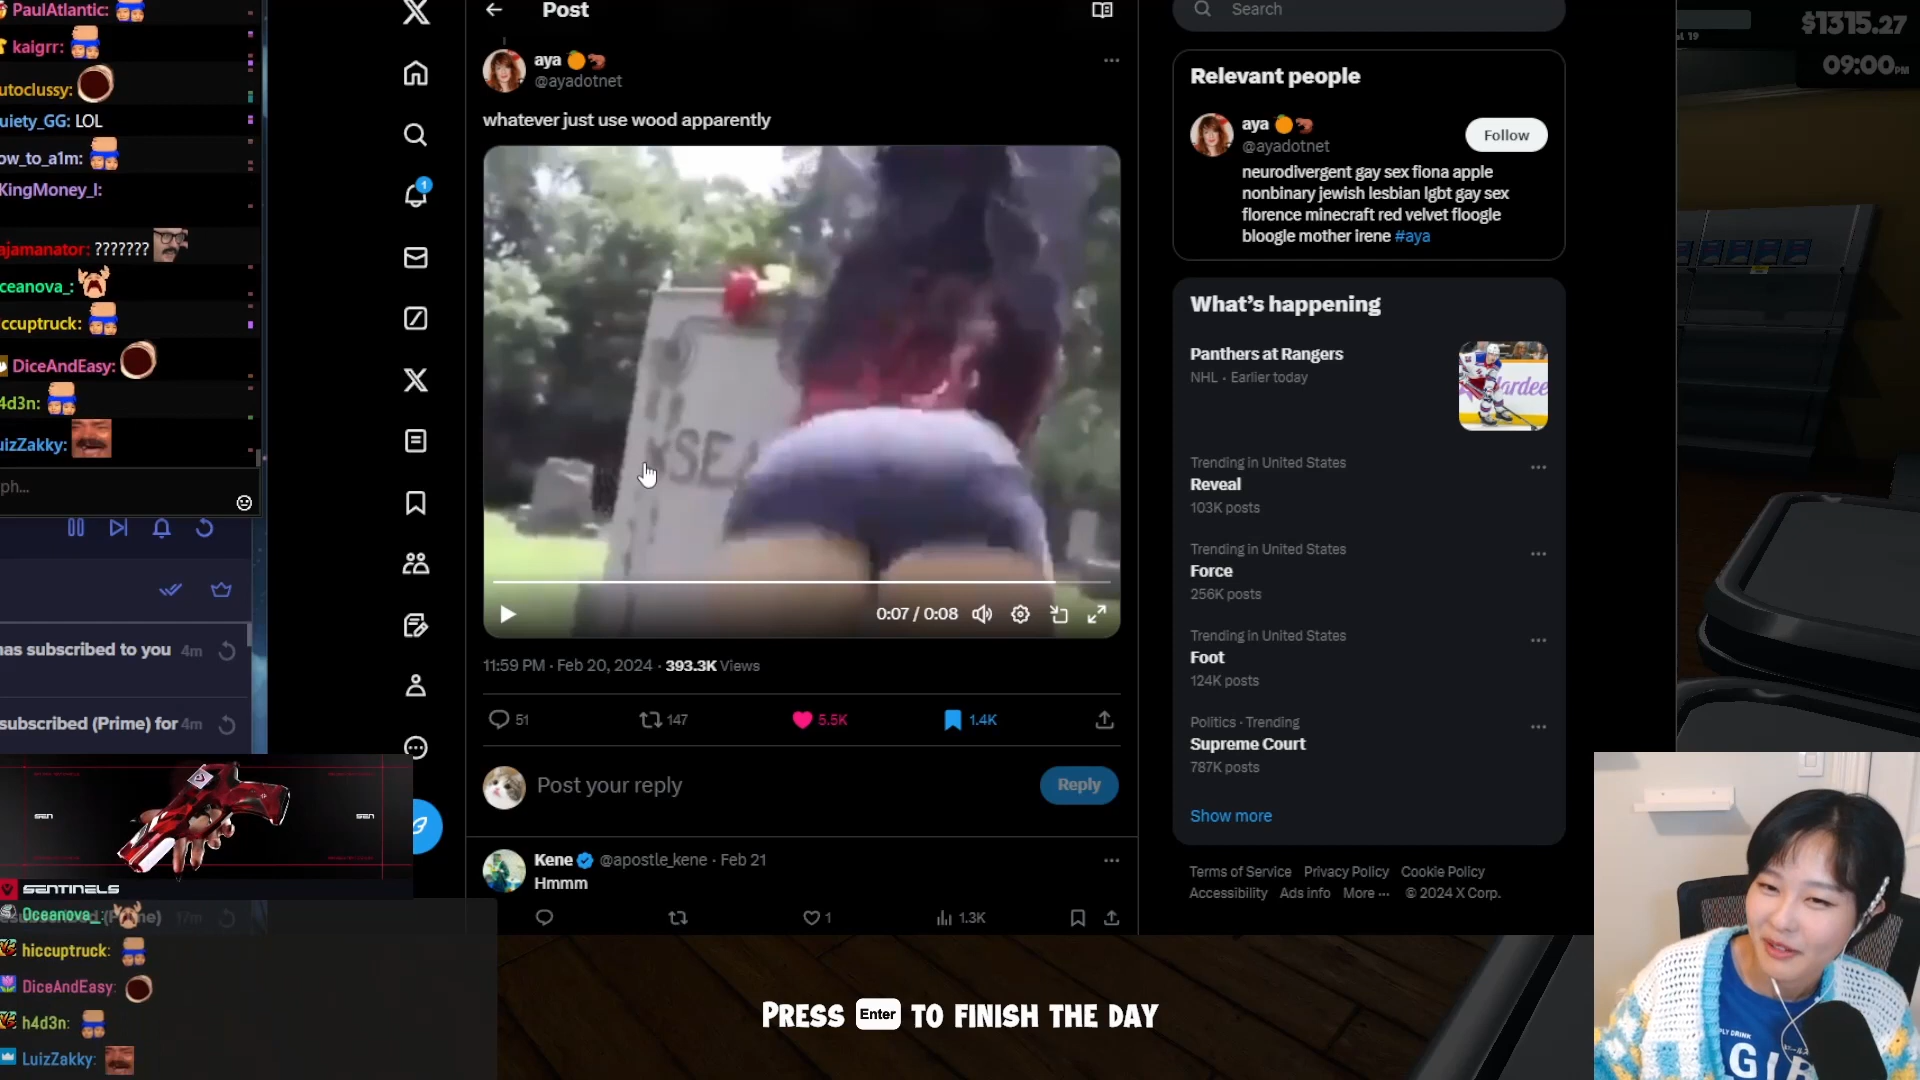 PaulAtlantic:
kaigrr:
utoclussy:
uiety_GG: LOL
ow_to_a1m:
KingMoney_I:
ajamanator: ???????
ceanova_:
ccuptruck:
DiceAndEasy:
4d3n:
uizZakky:
ph...
has subscribed to you 4m
subscribed (Prime) for 4m
SEN
SEN
SENTINELS
Oceanova_:
hiccuptruck:
DiceAndEasy:
h4d3n:
LuizZakky:
Post
aya
@ayadotnet
whatever just use wood apparently
0:07 / 0:08
11:59 PM · Feb 20, 2024 · 393.3K Views
51
147
5.5K
1.4K
Post your reply
Reply
Kene @apostle_kene · Feb 21
Hmmm
1
1.3K
Search
Relevant people
aya
@ayadotnet
Follow
neurodivergent gay sex fiona apple
nonbinary jewish lesbian lgbt gay sex
florence minecraft red velvet floogle
bloogle mother irene #aya
What's happening
Panthers at Rangers
NHL · Earlier today
Trending in United States
Reveal
103K posts
Trending in United States
Force
256K posts
Trending in United States
Foot
124K posts
Politics · Trending
Supreme Court
787K posts
Show more
Terms of Service Privacy Policy Cookie Policy
Accessibility Ads info More ··· © 2024 X Corp.
$1315.27
09:00PM
PRESS Enter TO FINISH THE DAY